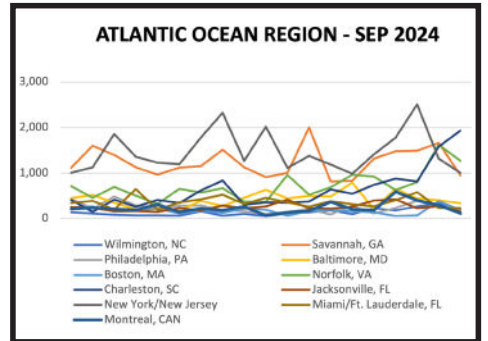 ATLANTIC OCEAN REGION - SEP 2024
3,000
2,000
1,000
0
Wilmington, NC
Savannah, GA
Philadelphia, PA
Baltimore, MD
Boston, MA
Norfolk, VA
Charleston, SC
Jacksonville, FL
New York/New Jersey
Miami/Ft. Lauderdale, FL
Montreal, CAN